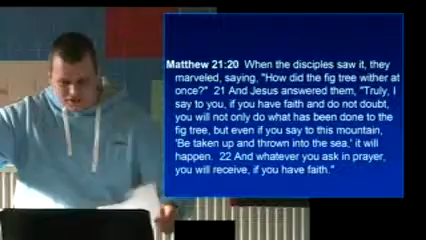 Matthew 21:20 When the disciples saw it, they
marveled, saying, "How did the fig tree wither at
once?" 21 And Jesus answered them, "Truly, I
say to you, if you have faith and do not doubt,
you will not only do what has been done to the
fig tree, but even if you say to this mountain,
'Be taken up and thrown into the sea,' it will
happen. 22 And whatever you ask in prayer,
you will receive, if you have faith."